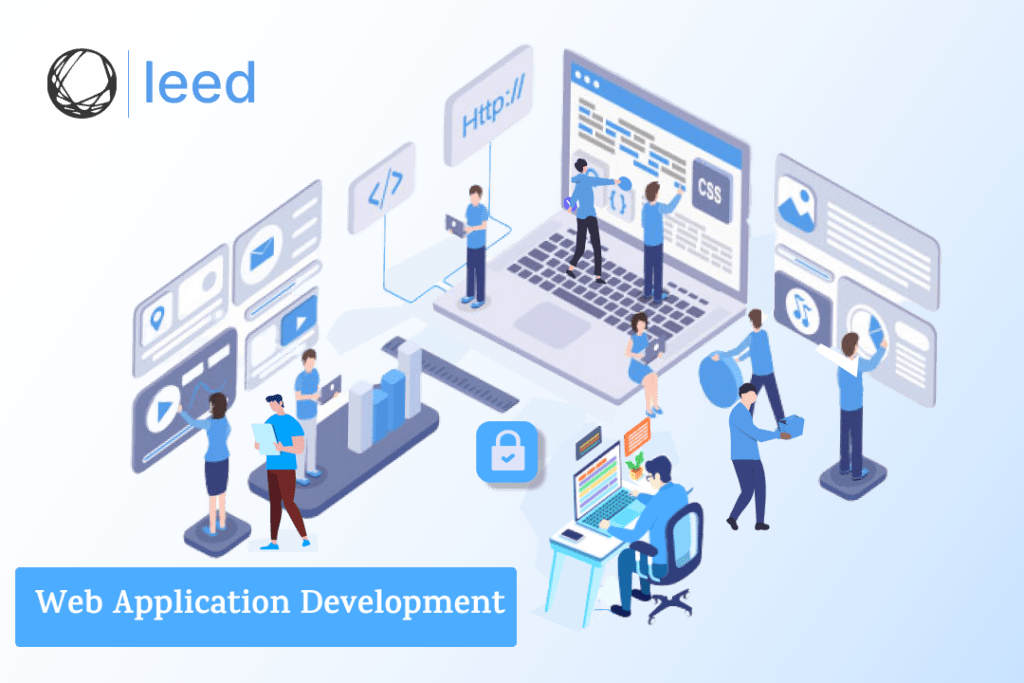 leed
Http://
</>
CSS
{}
Web Application Development